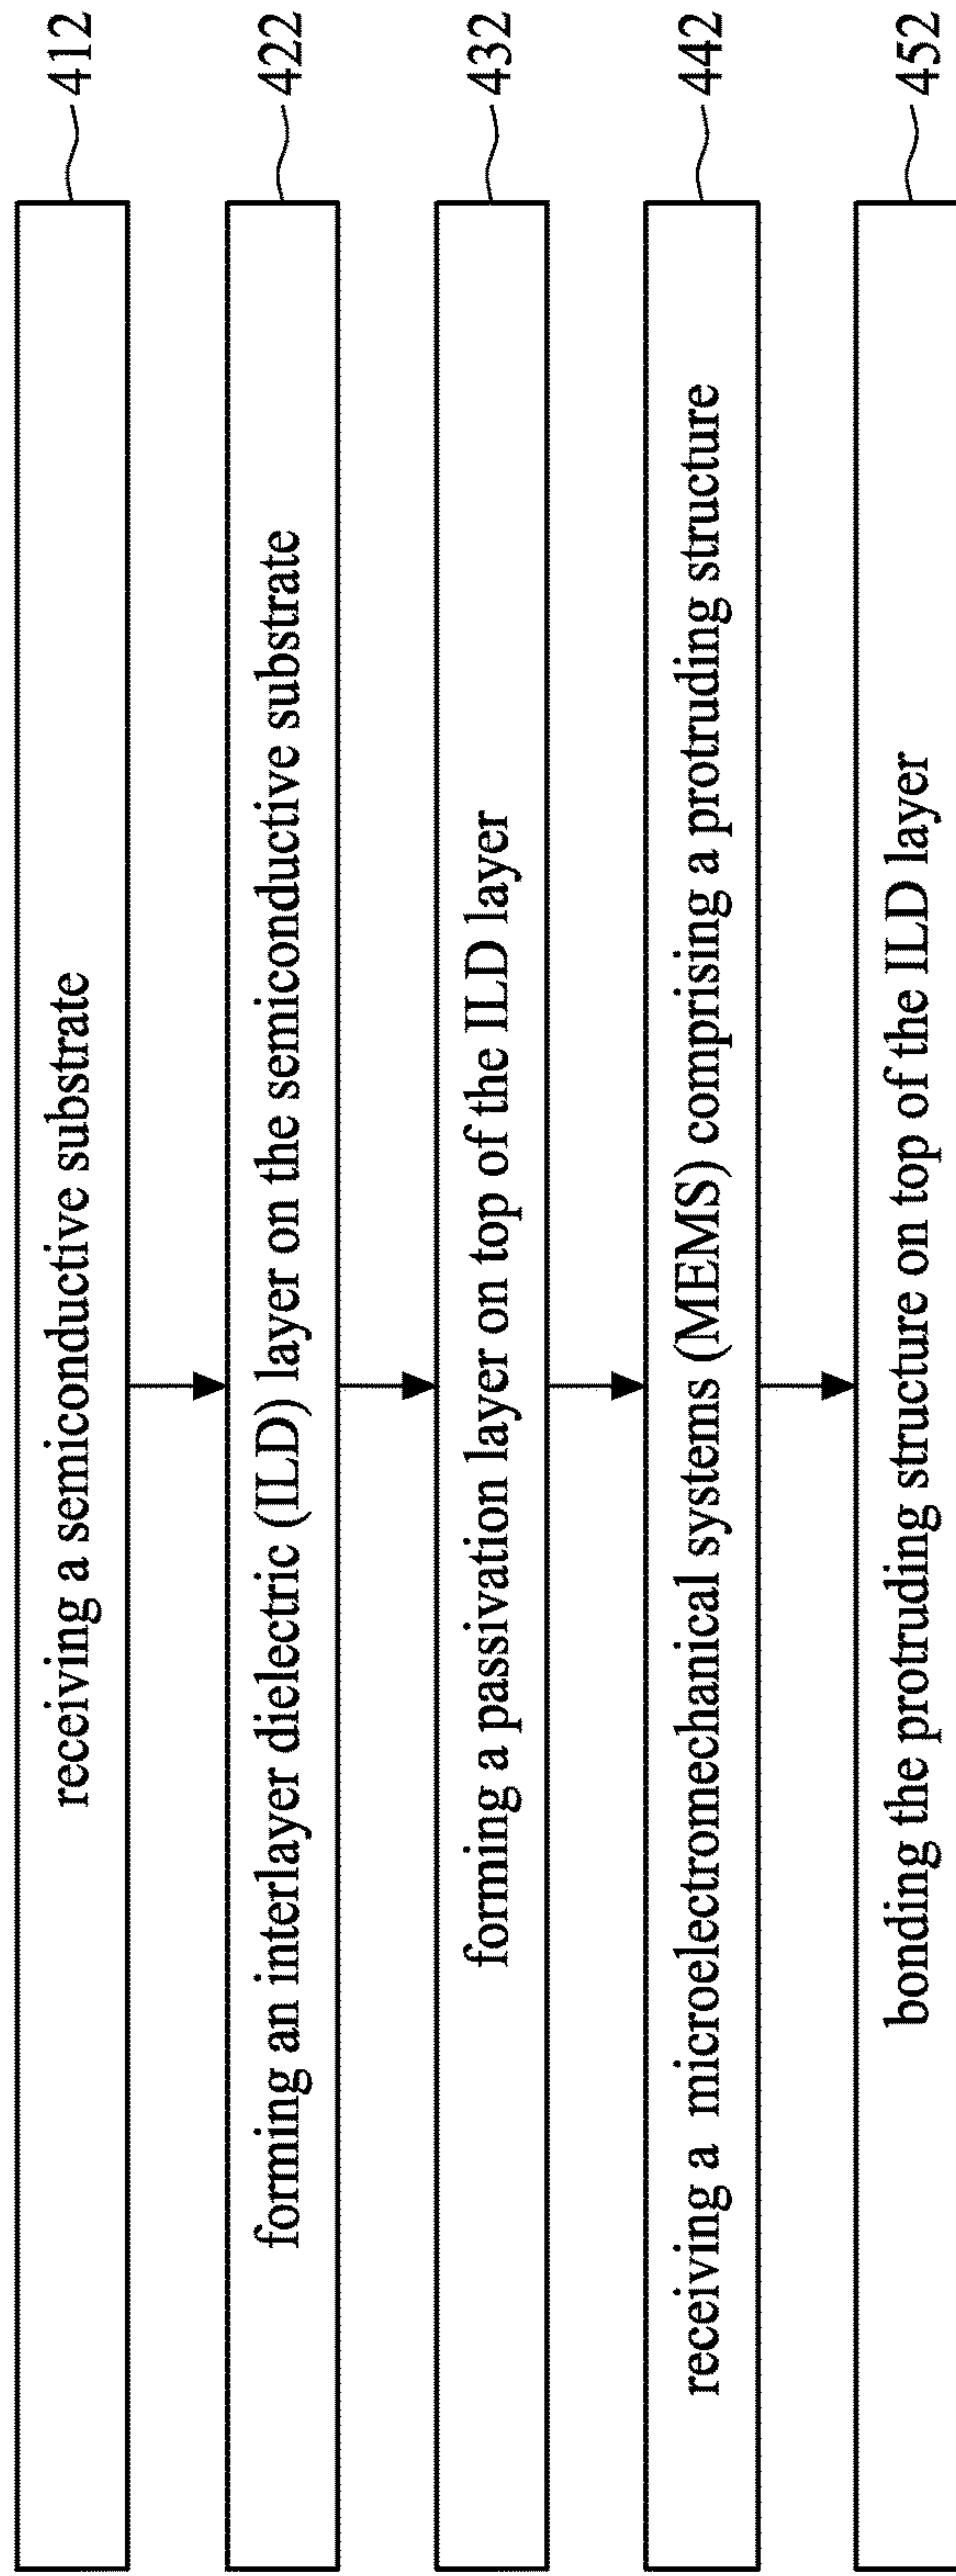 receiving a semiconductive substrate
412
forming an interlayer dielectric (ILD) layer on the semiconductive substrate
422
forming a passivation layer on top of the ILD layer
432
receiving a microelectromechanical systems (MEMS) comprising a protruding structure
442
bonding the protruding structure on top of the ILD layer
452